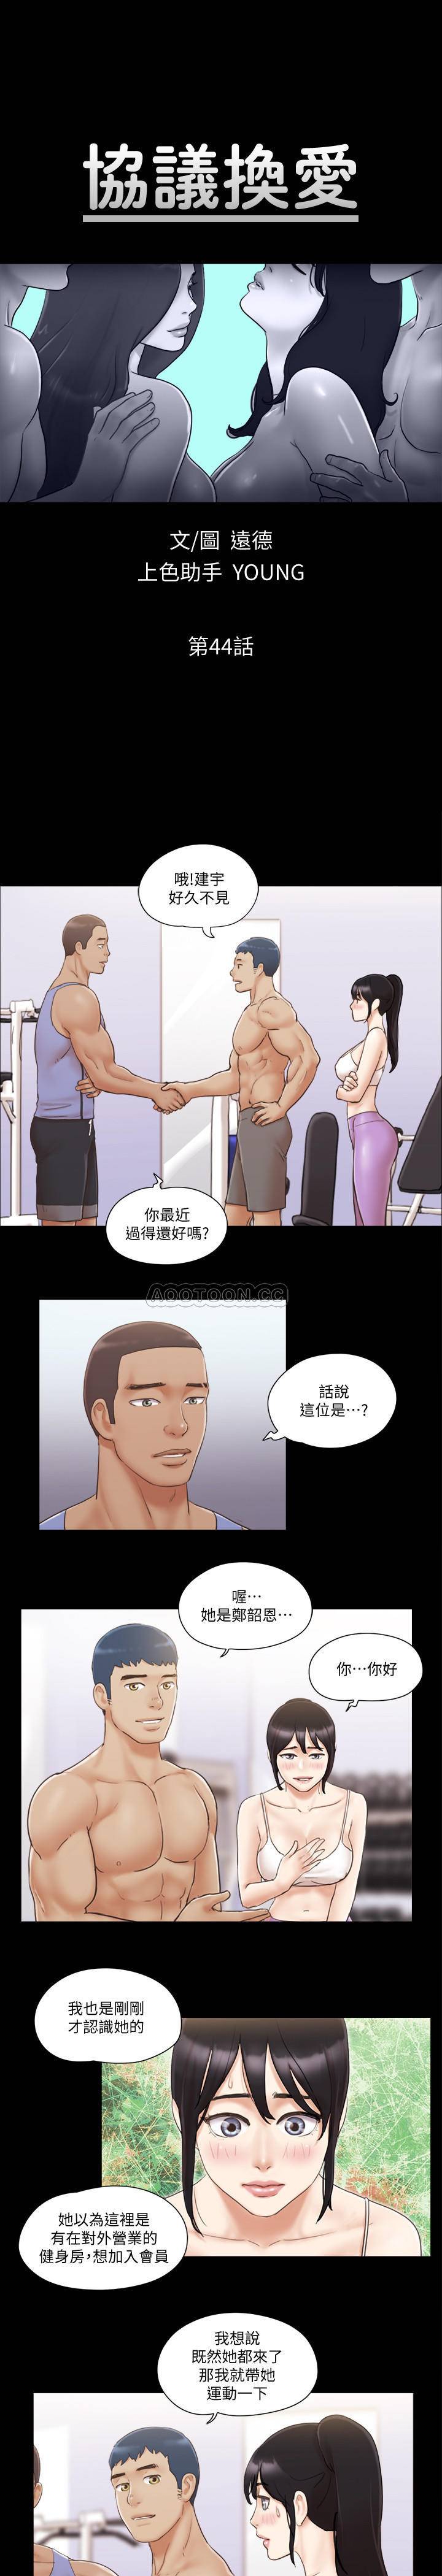 協議換愛
文/圖 遠德
上色助手 YOUNG
第44話
哦!建宇
好久不見
你最近
過得還好嗎?
AOOTOON.CC
話說
這位是⋯?
喔⋯
她是鄭韶恩⋯
你⋯你好
我也是剛剛
才認識她的
她以為這裡是
有在對外營業的
健身房,想加入會員
我想說
既然她都來了
那我就帶她
運動一下